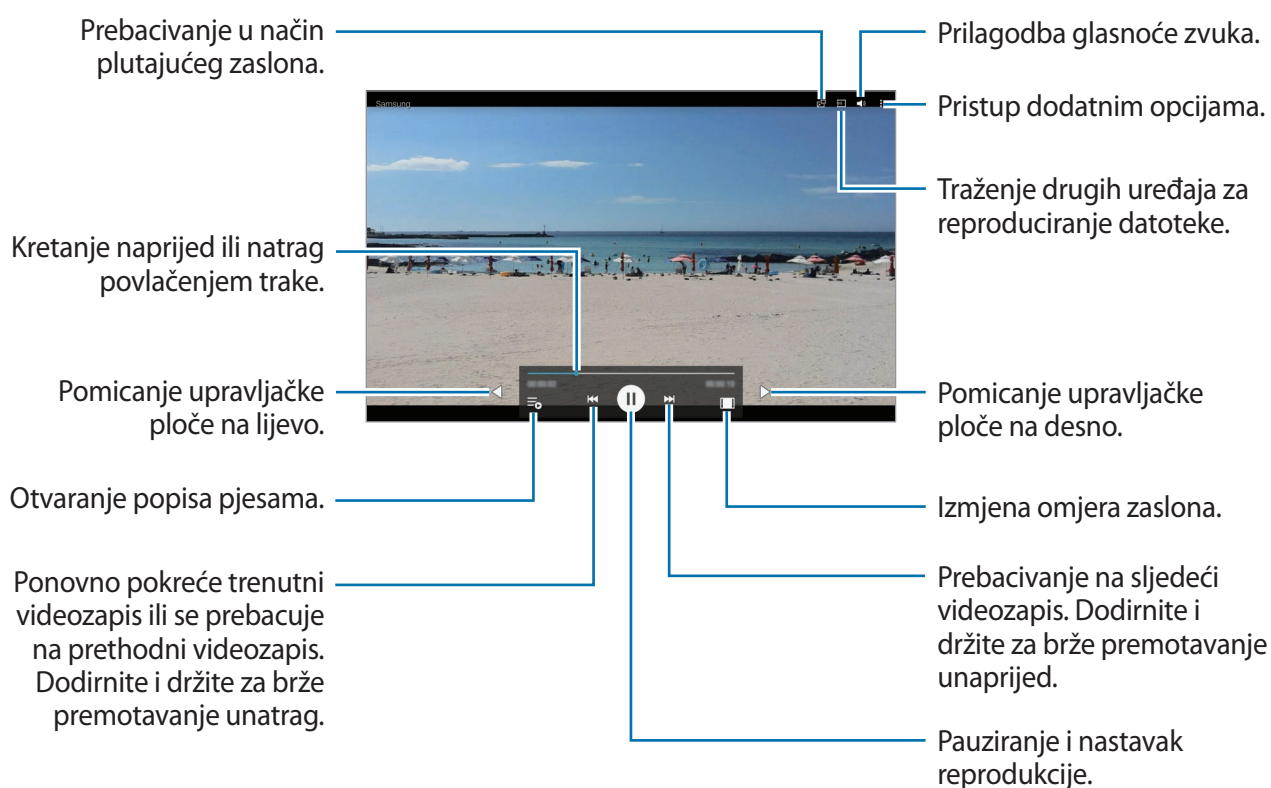 Prebacivanje u način
plutajućeg zaslona.
Prilagodba glasnoće zvuka.
Samsung
Pristup dodatnim opcijama.
Traženje drugih uređaja za
reproduciranje datoteke.
Kretanje naprijed ili natrag
povlačenjem trake.
Pomicanje upravljačke
ploče na lijevo.
Pomicanje upravljačke
ploče na desno.
Otvaranje popisa pjesama.
Izmjena omjera zaslona.
Ponovno pokreće trenutni
videozapis ili se prebacuje
na prethodni videozapis.
Dodirnite i držite za brže
premotavanje unatrag.
Prebacivanje na sljedeći
videozapis. Dodirnite i
držite za brže premotavanje
unaprijed.
Pauziranje i nastavak
reprodukcije.